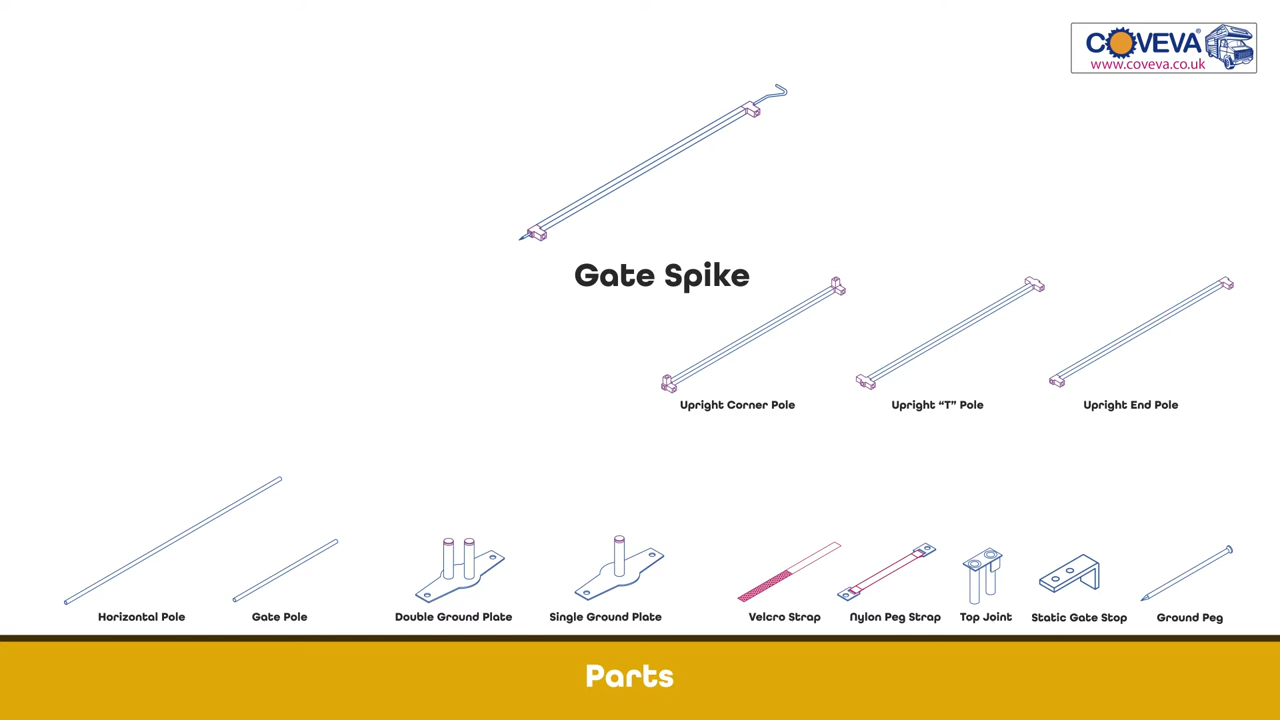 COVEVA®
www.coveva.co.uk
Gate Spike
Upright Corner Pole
Upright “T” Pole
Upright End Pole
Horizontal Pole
Gate Pole
Double Ground Plate
Single Ground Plate
Velcro Strap
Nylon Peg Strap
Top Joint
Static Gate Stop
Ground Peg
Parts